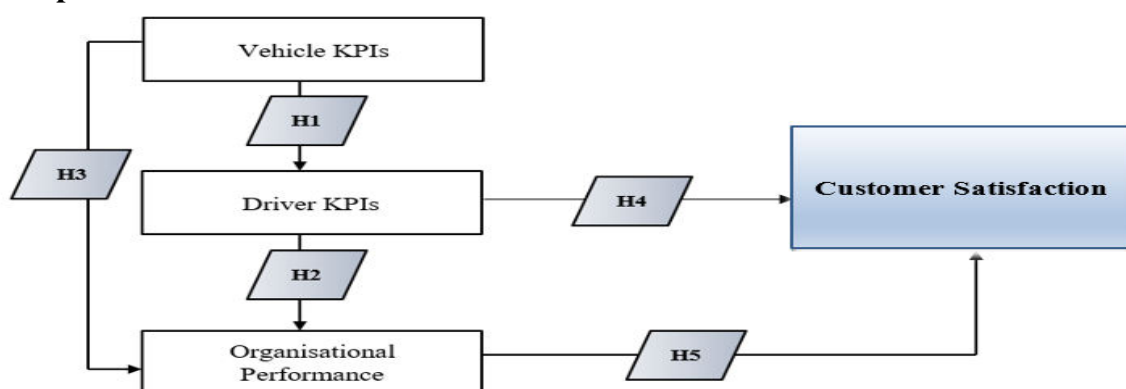 Vehicle KPIs
H1
H3
Driver KPIs
H4
Customer Satisfaction
H2
Organisational
Performance
H5